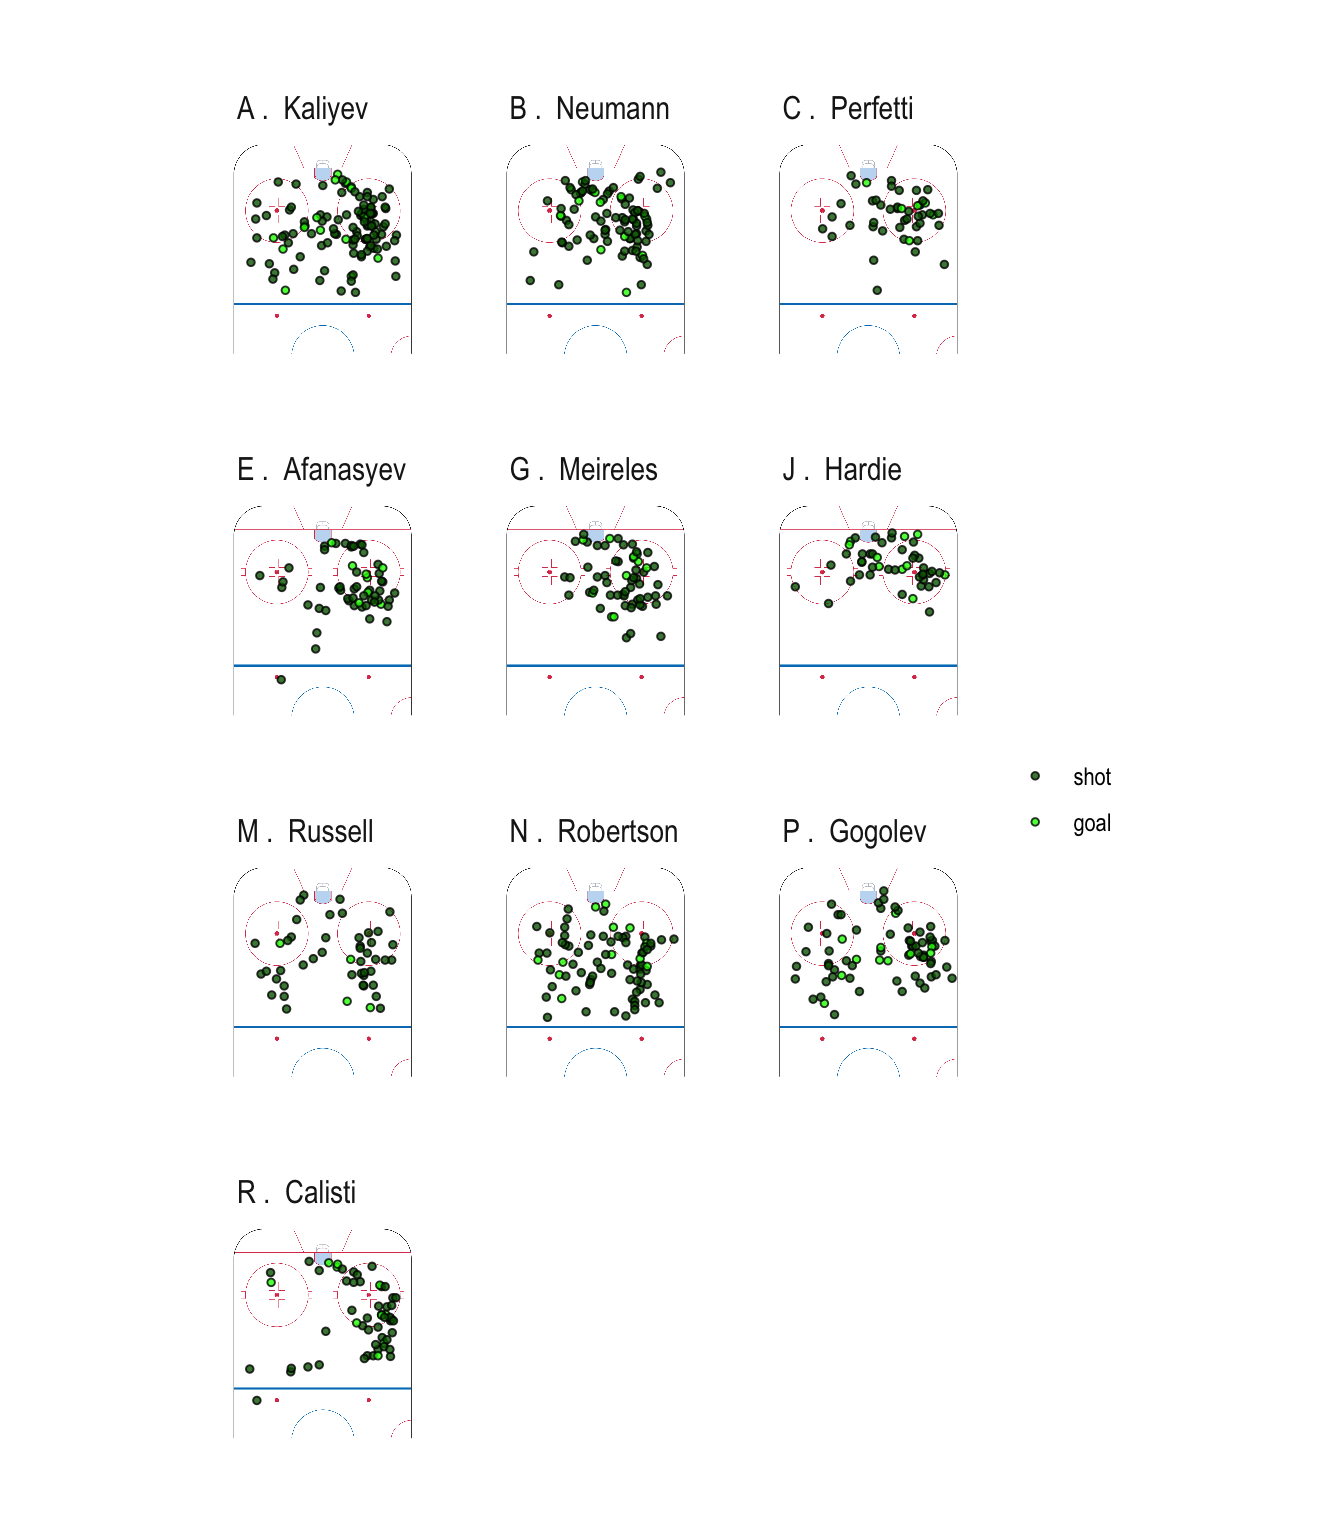 A . Kaliyev
B . Neumann
C . Perfetti
E . Afanasyev
G . Meireles
J . Hardie
shot
goal
M . Russell
N . Robertson
P . Gogolev
R . Calisti